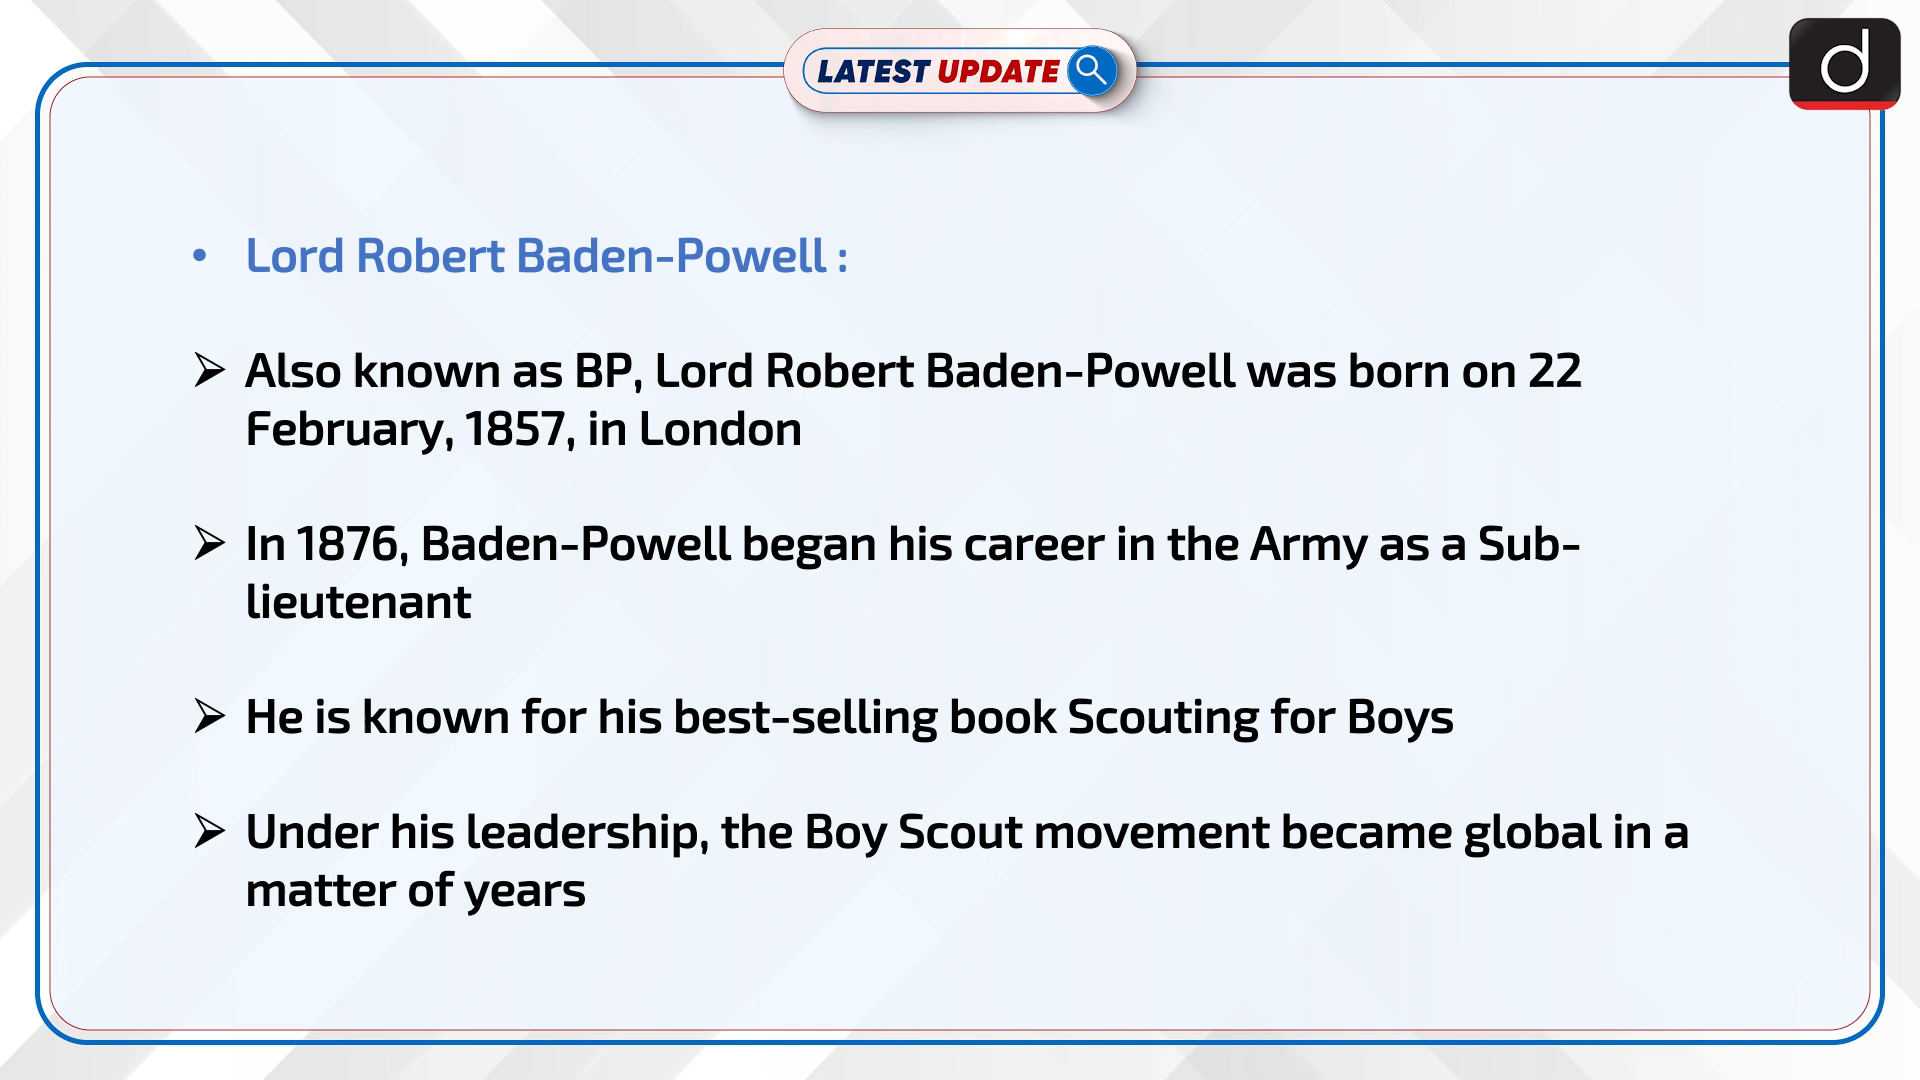 LATEST UPDATE
d
• Lord Robert Baden-Powell :
➢ Also known as BP, Lord Robert Baden-Powell was born on 22
February, 1857, in London
➢ In 1876, Baden-Powell began his career in the Army as a Sub-
lieutenant
➢ He is known for his best-selling book Scouting for Boys
➢ Under his leadership, the Boy Scout movement became global in a
matter of years